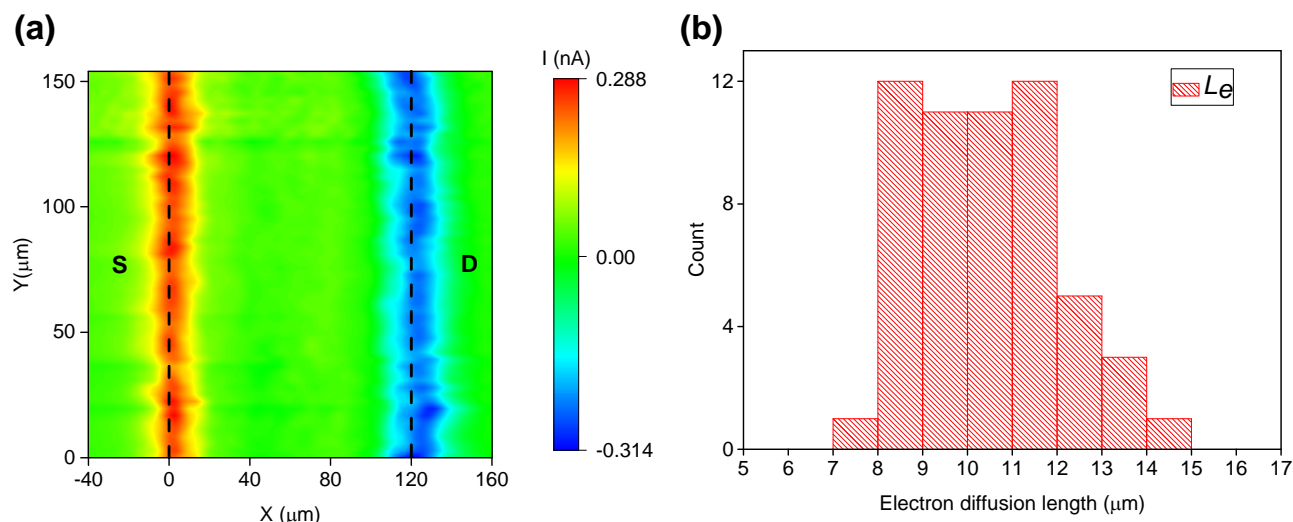 (a)
I (nA)
0.288
0.00
-0.314
150
100
50
0
Y(μm)
S
D
-40 0 40 80 120 160
X (μm)
(b)
Le
12
8
4
0
Count
5 6 7 8 9 10 11 12 13 14 15 16 17
Electron diffusion length (μm)